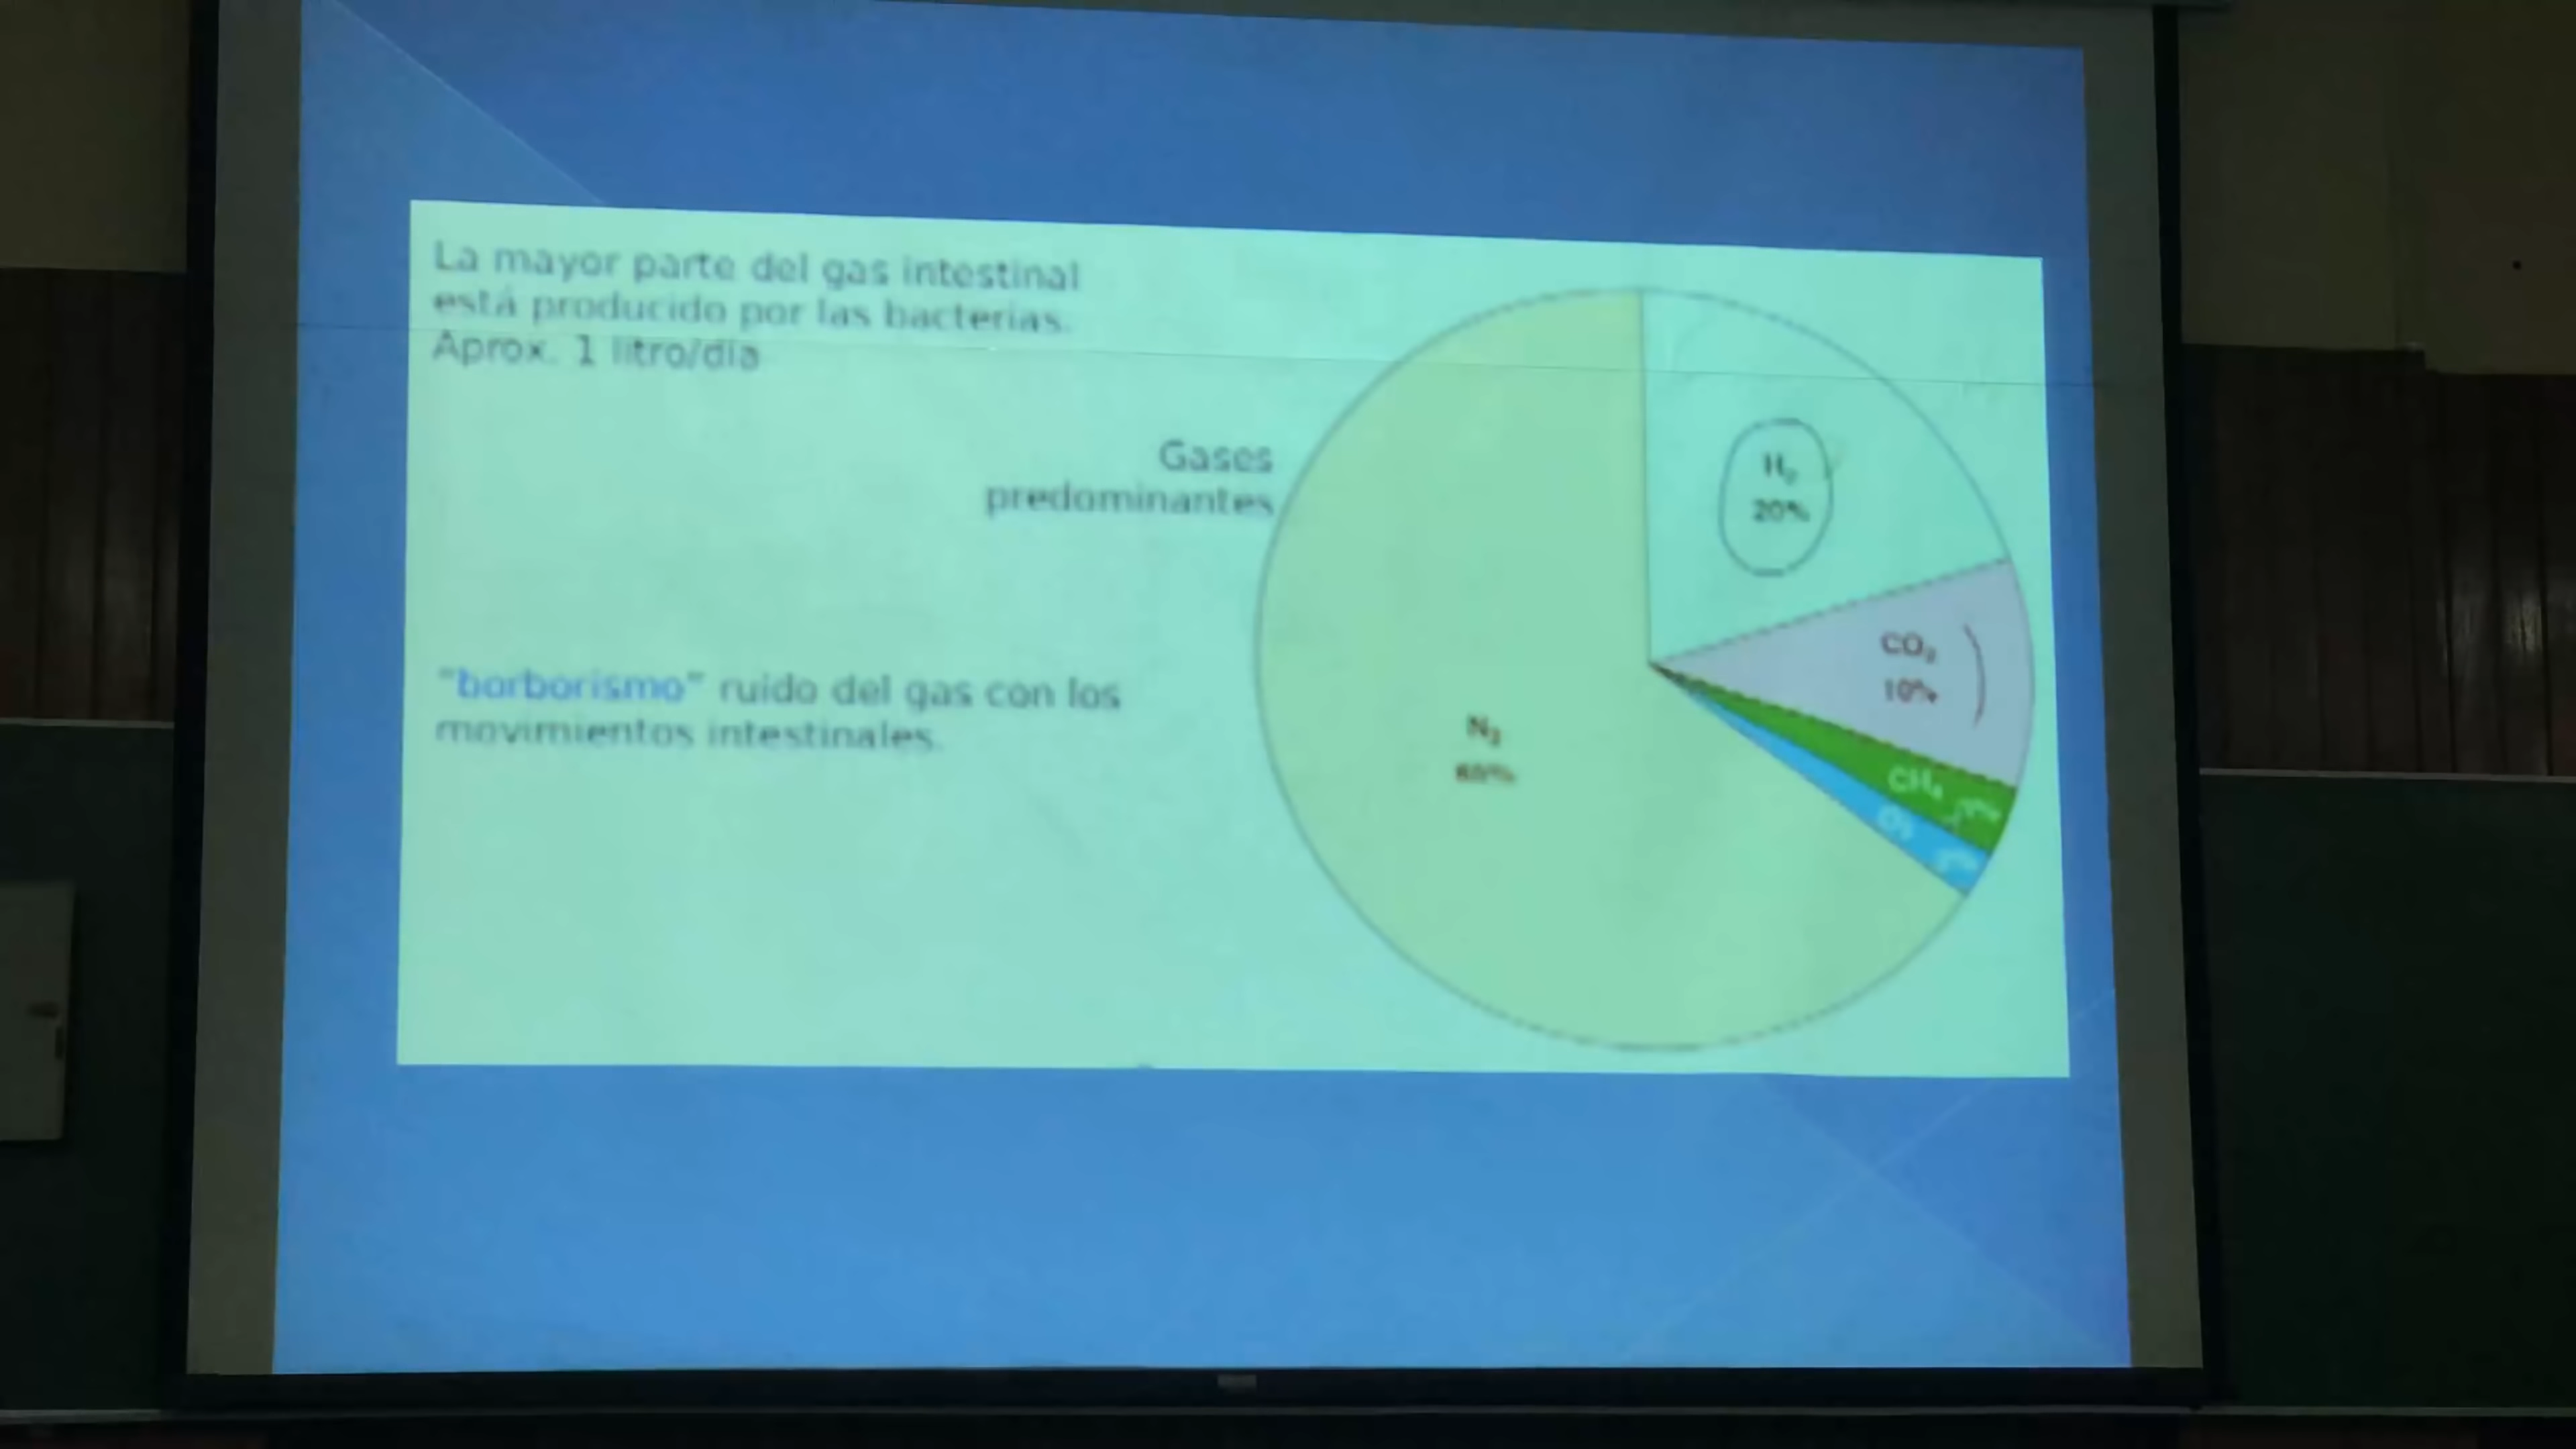 La mayor parte del gas intestinal
está producido por las bacterias.
Aprox. 1 litro/día
Gases
predominantes
H₂
20%
CO₂
10%
"borborismo" ruido del gas con los
movimientos intestinales.
N₂
CH₄
O₂